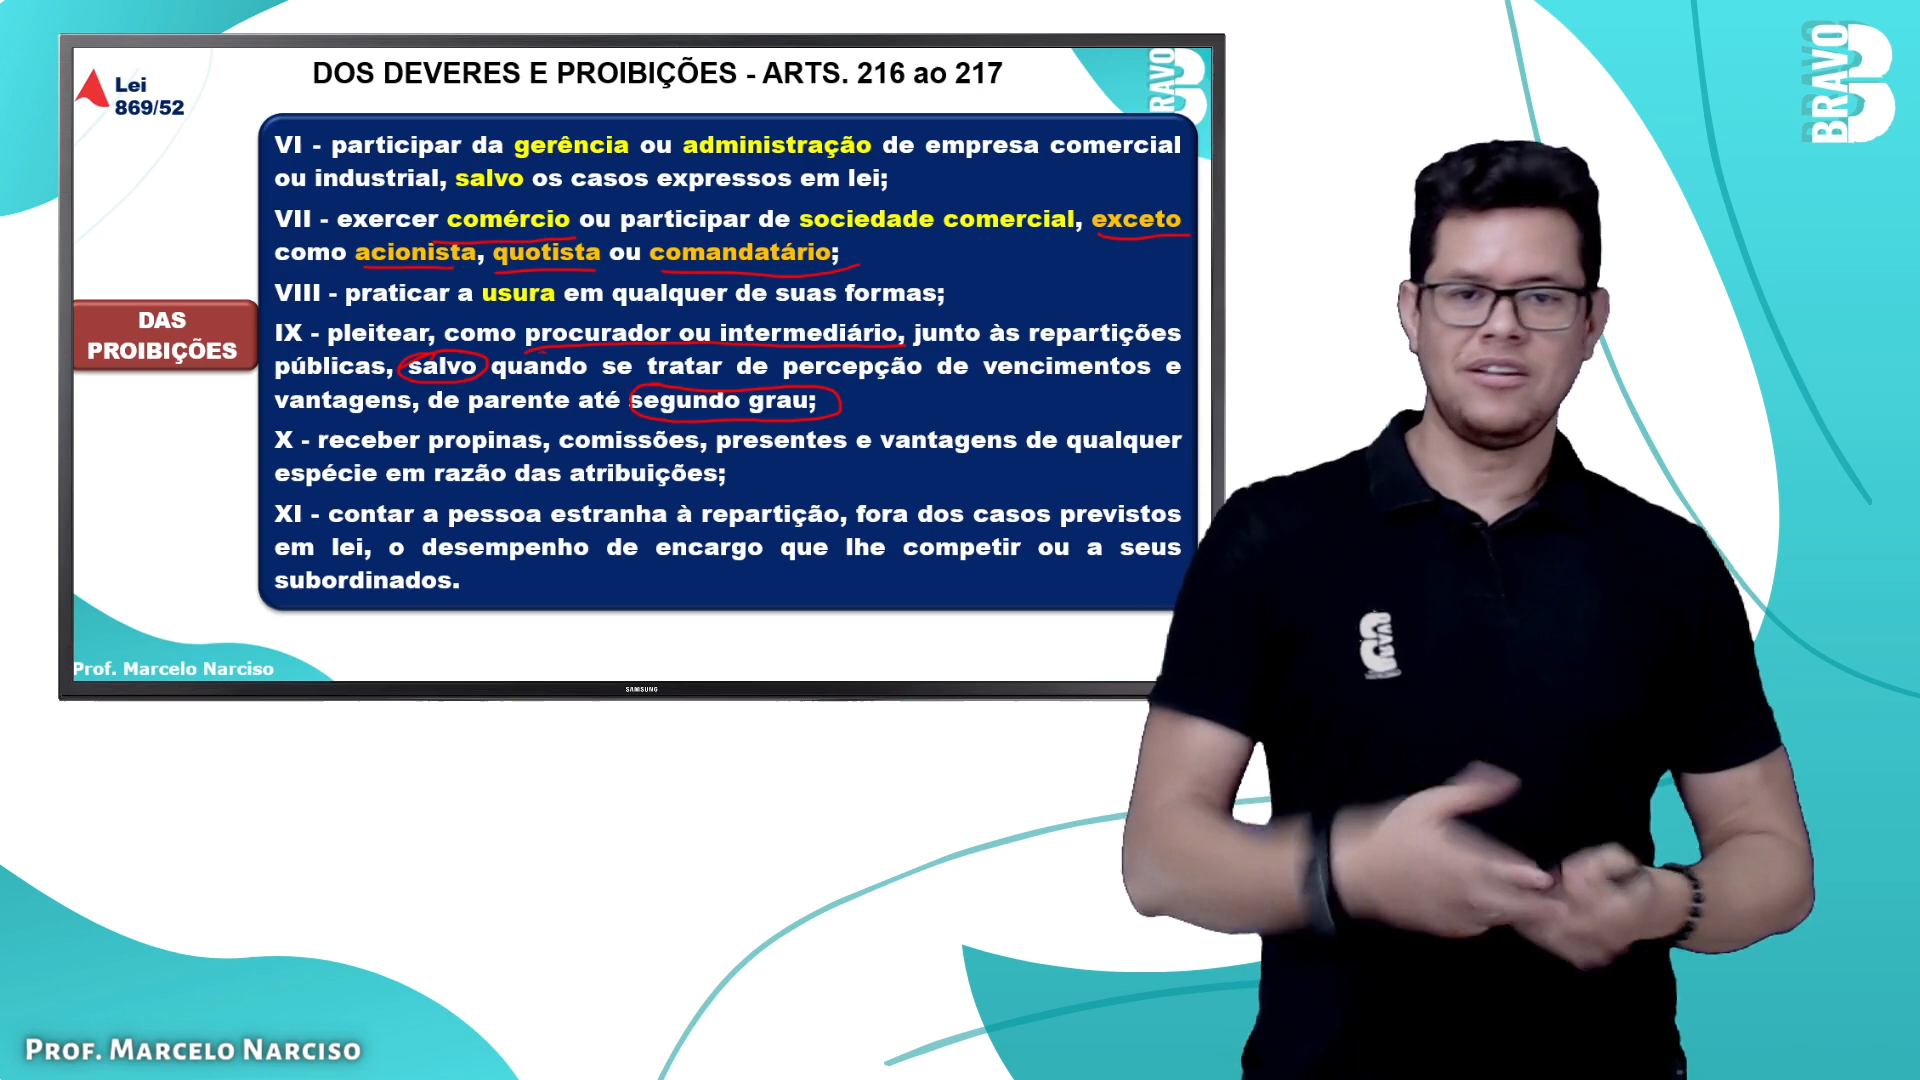 BRAVO
Lei
869/52
DOS DEVERES E PROIBIÇÕES - ARTS. 216 ao 217
RAVO
VI - participar da gerência ou administração de empresa comercial
ou industrial, salvo os casos expressos em lei;
VII - exercer comércio ou participar de sociedade comercial, exceto
como acionista, quotista ou comandatário;
VIII - praticar a usura em qualquer de suas formas;
IX - pleitear, como procurador ou intermediário, junto às repartições
públicas, salvo quando se tratar de percepção de vencimentos e
vantagens, de parente até segundo grau;
X - receber propinas, comissões, presentes e vantagens de qualquer
espécie em razão das atribuições;
XI - contar a pessoa estranha à repartição, fora dos casos previstos
em lei, o desempenho de encargo que lhe competir ou a seus
subordinados.
DAS
PROIBIÇÕES
Prof. Marcelo Narciso
SAMSUNG
BRAVO
PROF. MARCELO NARCISO